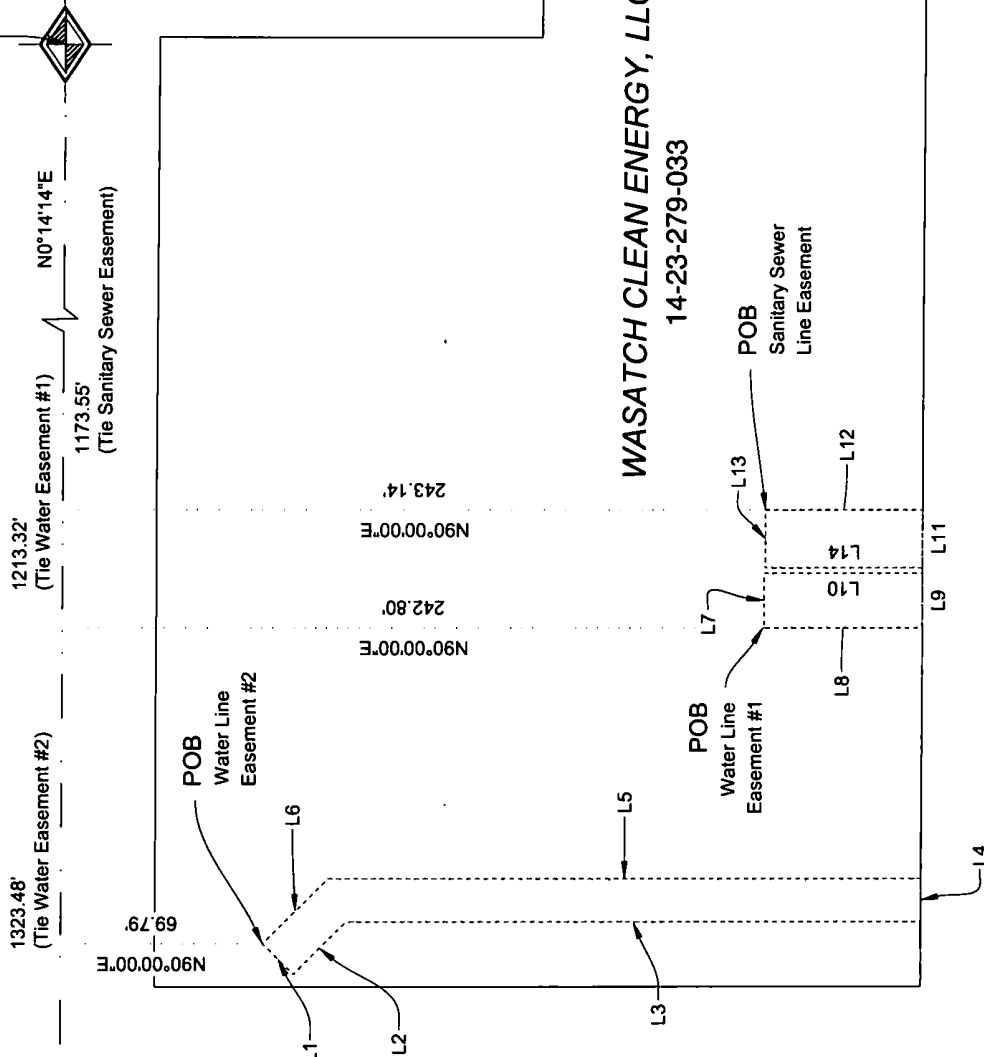 1323.48'
(Tie Water Easement #2)
1213.32'
(Tie Water Easement #1)
N0°14'14"E
1173.55'
(Tie Sanitary Sewer Easement)
69.79'
N90°00'00"E
POB
Water Line
Easement #2
L1
L2
L6
L3
L5
L4
242.80'
N90°00'00"E
243.14'
N90°00'00"E
POB
Water Line
Easement #1
L7
L8
L10
L9
L13
L14
L11
L12
POB
Sanitary Sewer
Line Easement
WASATCH CLEAN ENERGY, LLC
14-23-279-033